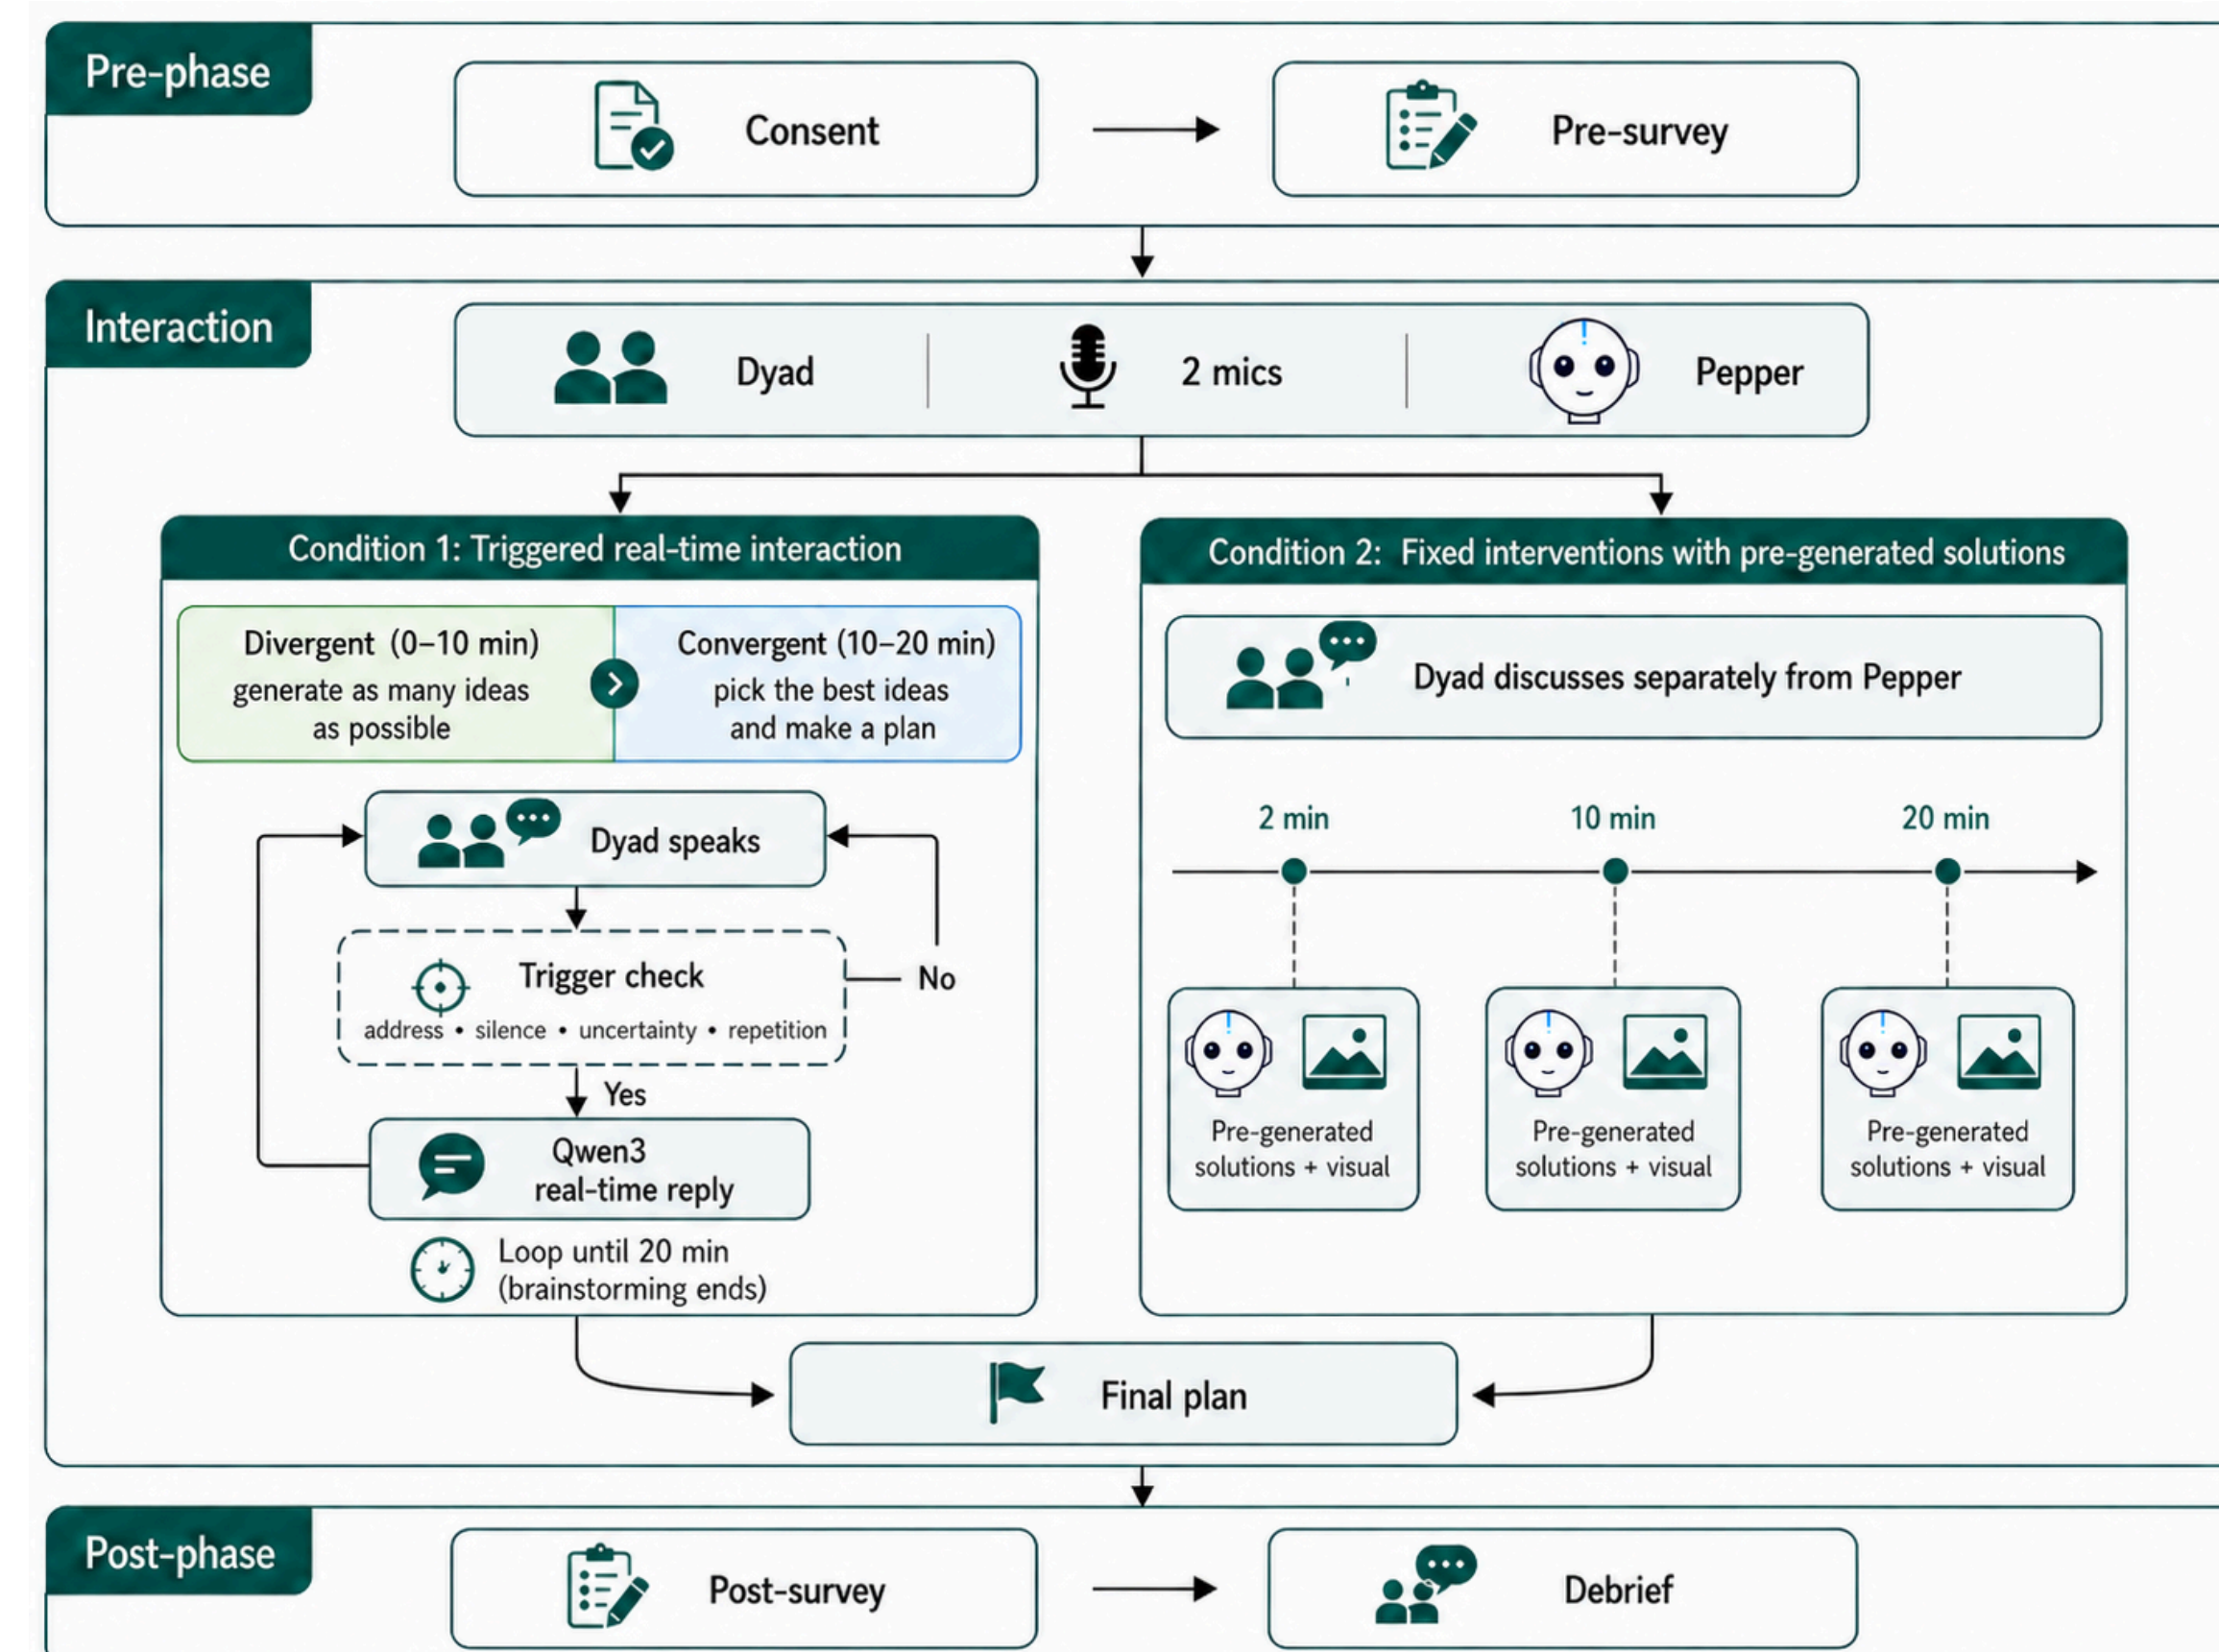 Pre-phase
Consent
Pre-survey
Interaction
Dyad
2 mics
Pepper
Condition 1: Triggered real-time interaction
Divergent (0–10 min)
generate as many ideas
as possible
Convergent (10–20 min)
pick the best ideas
and make a plan
Dyad speaks
Trigger check
address • silence • uncertainty • repetition
No
Yes
Qwen3
real-time reply
Loop until 20 min
(brainstorming ends)
Condition 2: Fixed interventions with pre-generated solutions
Dyad discusses separately from Pepper
2 min
10 min
20 min
Pre-generated
solutions + visual
Pre-generated
solutions + visual
Pre-generated
solutions + visual
Final plan
Post-phase
Post-survey
Debrief